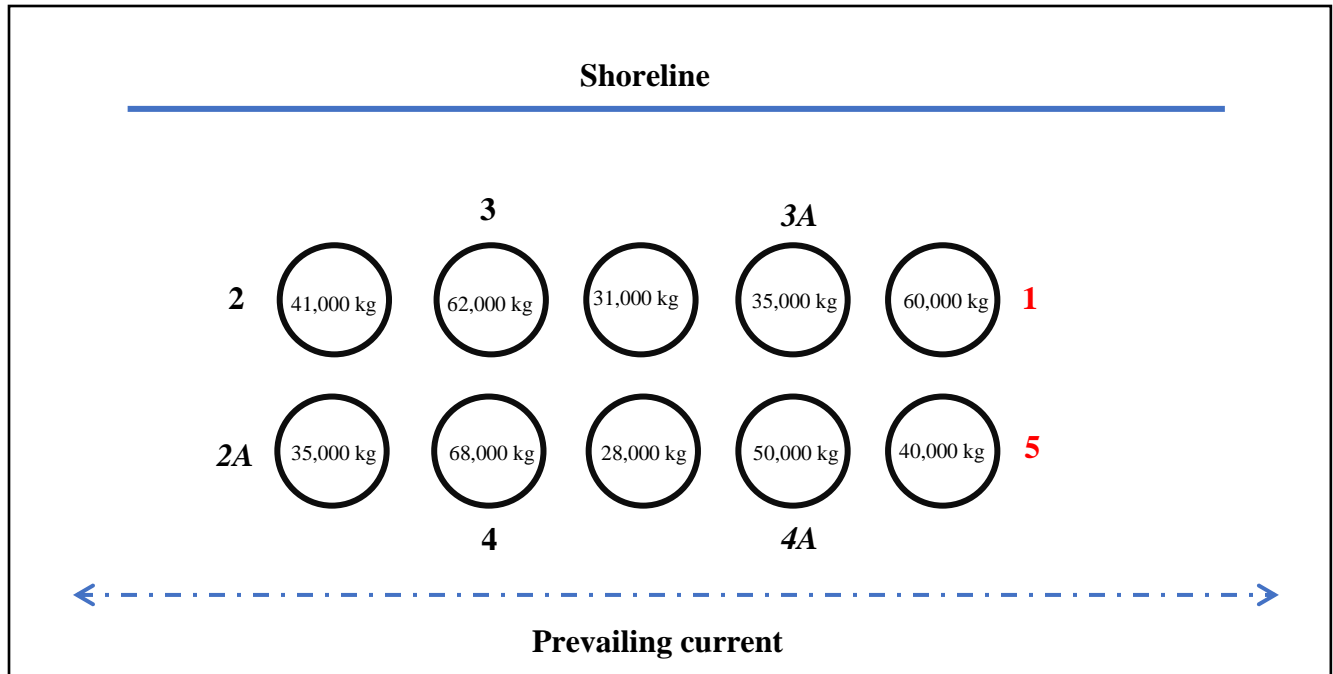 Shoreline
3 3A
2 41,000 kg 62,000 kg 31,000 kg 35,000 kg 60,000 kg 1
2A 35,000 kg 68,000 kg 28,000 kg 50,000 kg 40,000 kg 5
4 4A
Prevailing current